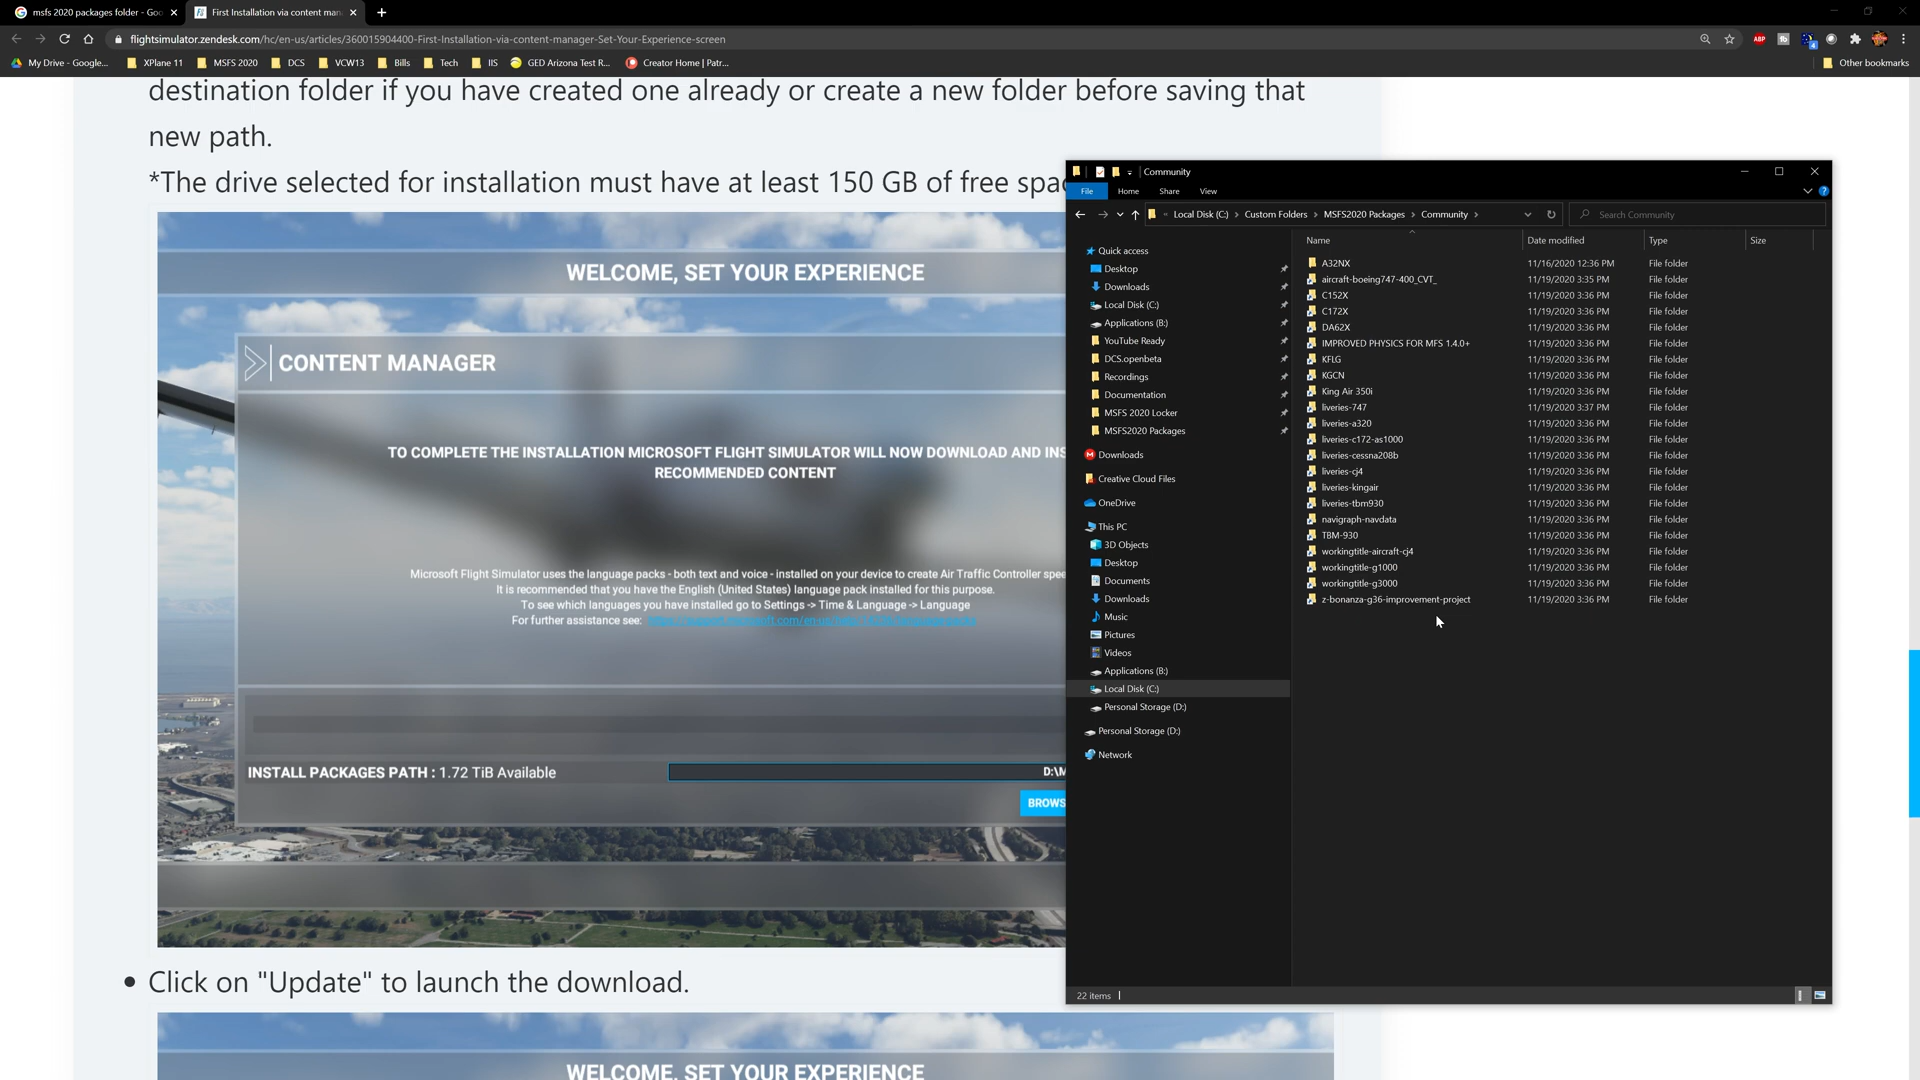 msfs 2020 packages folder - Goo
First Installation via content man
flightsimulator.zendesk.com/hc/en-us/articles/360015904400-First-Installation-via-content-manager-Set-Your-Experience-screen
ABP
My Drive - Google...
XPlane 11
MSFS 2020
DCS
VCW13
Bills
Tech
IIS
GED Arizona Test R...
Creator Home | Patr...
Other bookmarks
destination folder if you have created one already or create a new folder before saving that
new path.
*The drive selected for installation must have at least 150 GB of free spac
WELCOME, SET YOUR EXPERIENCE
CONTENT MANAGER
TO COMPLETE THE INSTALLATION MICROSOFT FLIGHT SIMULATOR WILL NOW DOWNLOAD AND INS
RECOMMENDED CONTENT
Microsoft Flight Simulator uses the language packs - both text and voice - installed on your device to create Air Traffic Controller spee
It is recommended that you have the English (United States) language pack installed for this purpose.
To see which languages you have installed go to Settings -> Time & Language -> Language
For further assistance see:
INSTALL PACKAGES PATH : 1.72 TiB Available
D:\M
BROWS
• Click on "Update" to launch the download.
WELCOME, SET YOUR EXPERIENCE
Community
File
Home
Share
View
« Local Disk (C:) > Custom Folders > MSFS2020 Packages > Community >
Search Community
Quick access
Desktop
Downloads
Local Disk (C:)
Applications (B:)
YouTube Ready
DCS.openbeta
Recordings
Documentation
MSFS 2020 Locker
MSFS2020 Packages
Downloads
Creative Cloud Files
OneDrive
This PC
3D Objects
Desktop
Documents
Downloads
Music
Pictures
Videos
Applications (B:)
Local Disk (C:)
Personal Storage (D:)
Personal Storage (D:)
Network
Name Date modified Type Size
A32NX 11/16/2020 12:36 PM File folder
aircraft-boeing747-400_CVT_ 11/19/2020 3:35 PM File folder
C152X 11/19/2020 3:36 PM File folder
C172X 11/19/2020 3:36 PM File folder
DA62X 11/19/2020 3:36 PM File folder
IMPROVED PHYSICS FOR MFS 1.4.0+ 11/19/2020 3:36 PM File folder
KFLG 11/19/2020 3:36 PM File folder
KGCN 11/19/2020 3:36 PM File folder
King Air 350i 11/19/2020 3:36 PM File folder
liveries-747 11/19/2020 3:37 PM File folder
liveries-a320 11/19/2020 3:36 PM File folder
liveries-c172-as1000 11/19/2020 3:36 PM File folder
liveries-cessna208b 11/19/2020 3:36 PM File folder
liveries-cj4 11/19/2020 3:36 PM File folder
liveries-kingair 11/19/2020 3:36 PM File folder
liveries-tbm930 11/19/2020 3:36 PM File folder
navigraph-navdata 11/19/2020 3:36 PM File folder
TBM-930 11/19/2020 3:36 PM File folder
workingtitle-aircraft-cj4 11/19/2020 3:36 PM File folder
workingtitle-g1000 11/19/2020 3:36 PM File folder
workingtitle-g3000 11/19/2020 3:36 PM File folder
z-bonanza-g36-improvement-project 11/19/2020 3:36 PM File folder
22 items